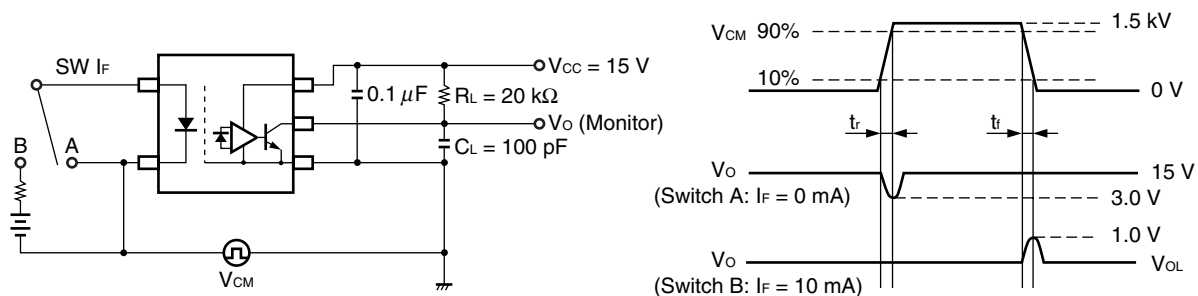 SW IF
B
A
VCM
0.1 μF
VCC = 15 V
RL = 20 kΩ
VO (Monitor)
CL = 100 pF
VCM 90%
10%
1.5 kV
0 V
tr
tf
VO
(Switch A: IF = 0 mA)
15 V
3.0 V
1.0 V
VO
(Switch B: IF = 10 mA)
VOL